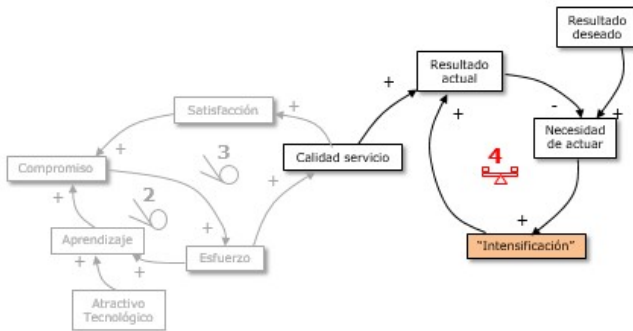 Resultado
deseado
Resultado
actual
+
+
-
+
Satisfacción
+
+
+
Necesidad
de actuar
Calidad servicio
3
4
Compromiso
+
2
+
+
+
Aprendizaje
+
+
Esfuerzo
"Intensificación"
Atractivo
Tecnológico